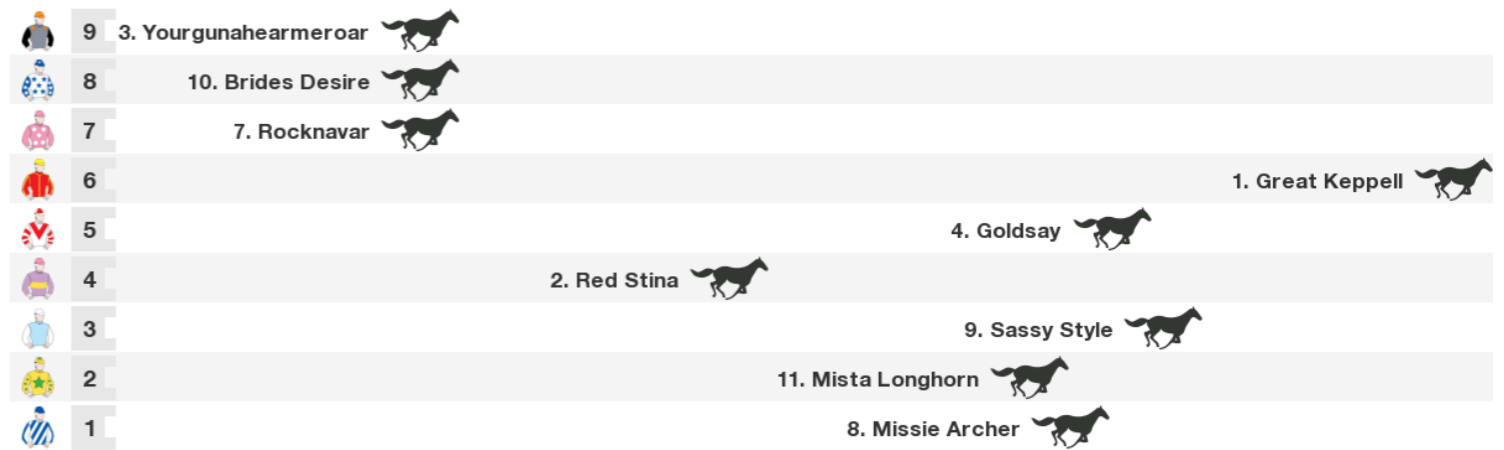 9 3. Yourgunahearmeroar
8 10. Brides Desire
7 7. Rocknavar
6 1. Great Keppell
5 4. Goldsay
4 2. Red Stina
3 9. Sassy Style
2 11. Mista Longhorn
1 8. Missie Archer